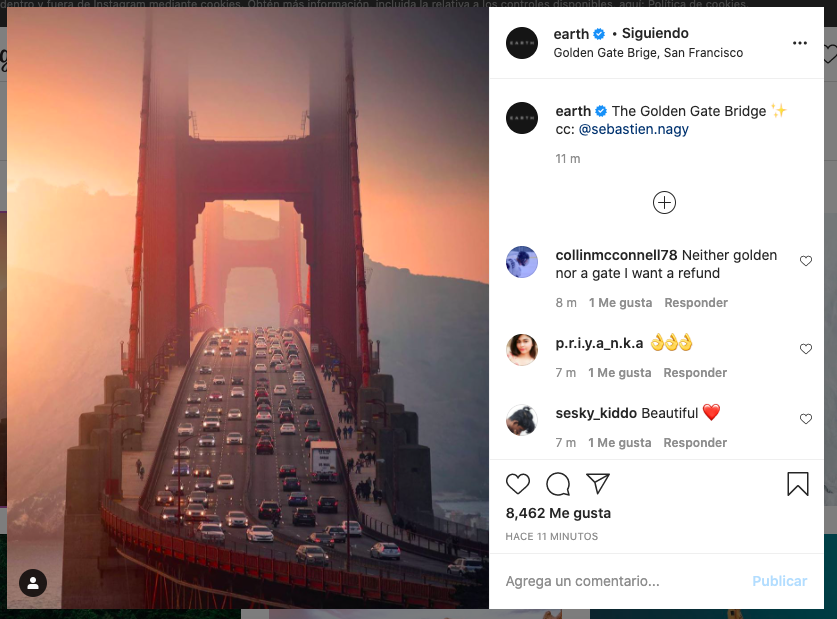 dentro y fuera de Instagram mediante cookies. Obtén más información, incluida la relativa a los controles disponibles, aquí: Política de cookies.
EARTH
earth • Siguiendo
Golden Gate Brige, San Francisco
EARTH
earth The Golden Gate Bridge ✨
cc: @sebastien.nagy
11 m
collinmcconnell78 Neither golden
nor a gate I want a refund
8 m 1 Me gusta Responder
p.r.i.y.a_n.k.a 👌👌👌
7 m 1 Me gusta Responder
sesky_kiddo Beautiful ❤️
7 m 1 Me gusta Responder
8,462 Me gusta
HACE 11 MINUTOS
Agrega un comentario...
Publicar